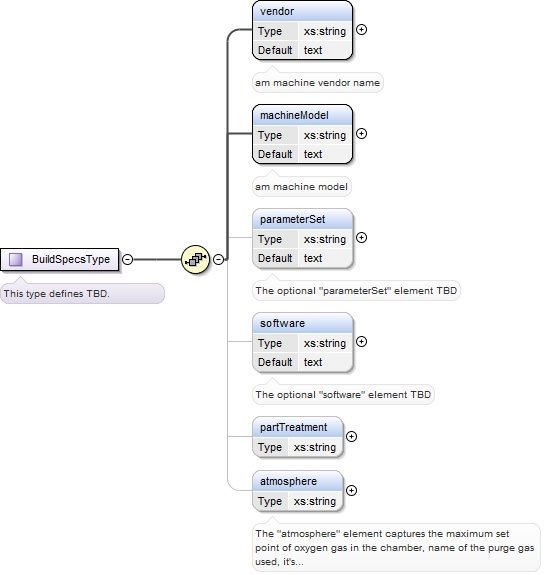 vendor
Type xs:string
Default text
am machine vendor name
machineModel
Type xs:string
Default text
am machine model
parameterSet
Type xs:string
Default text
The optional "parameterSet" element TBD
BuildSpecsType
This type defines TBD.
software
Type xs:string
Default text
The optional "software" element TBD
partTreatment
Type xs:string
atmosphere
Type xs:string
The "atmosphere" element captures the maximum set
point of oxygen gas in the chamber, name of the purge gas
used, it's...